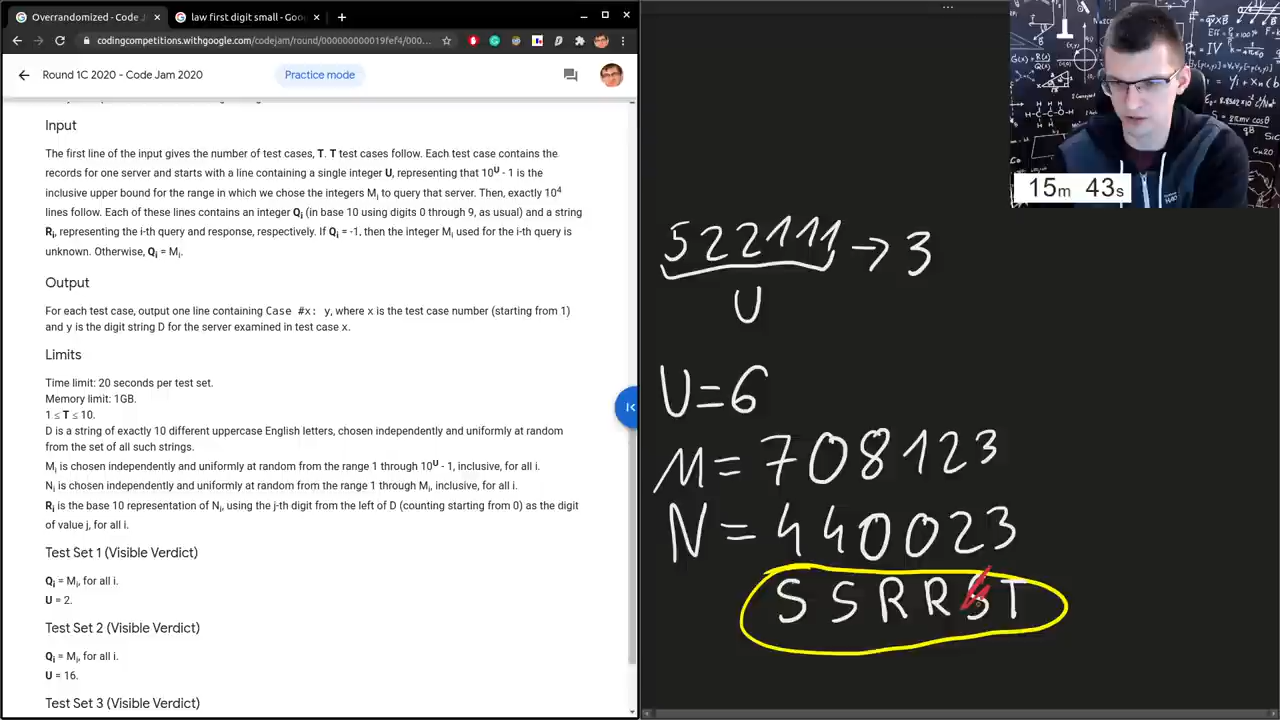 Overrandomized - Code J
law first digit small - Goo
codingcompetitions.withgoogle.com/codejam/round/000000000019fef4/000...
Round 1C 2020 - Code Jam 2020
Practice mode
Input
The first line of the input gives the number of test cases, T. T test cases follow. Each test case contains the
records for one server and starts with a line containing a single integer U, representing that 10^U - 1 is the
inclusive upper bound for the range in which we chose the integers Mi to query that server. Then, exactly 10^4
lines follow. Each of these lines contains an integer Qi (in base 10 using digits 0 through 9, as usual) and a string
Ri, representing the i-th query and response, respectively. If Qi = -1, then the integer Mi used for the i-th query is
unknown. Otherwise, Qi = Mi.
Output
For each test case, output one line containing Case #x: y, where x is the test case number (starting from 1)
and y is the digit string D for the server examined in test case x.
Limits
Time limit: 20 seconds per test set.
Memory limit: 1GB.
1 ≤ T ≤ 10.
D is a string of exactly 10 different uppercase English letters, chosen independently and uniformly at random
from the set of all such strings.
Mi is chosen independently and uniformly at random from the range 1 through 10^U - 1, inclusive, for all i.
Ni is chosen independently and uniformly at random from the range 1 through Mi, inclusive, for all i.
Ri is the base 10 representation of Ni, using the j-th digit from the left of D (counting starting from 0) as the digit
of value j, for all i.
Test Set 1 (Visible Verdict)
Qi = Mi, for all i.
U = 2.
Test Set 2 (Visible Verdict)
Qi = Mi, for all i.
U = 16.
Test Set 3 (Visible Verdict)
15m 43s
522111 → 3
U
U=6
M= 708123
N= 440023
SSRRST